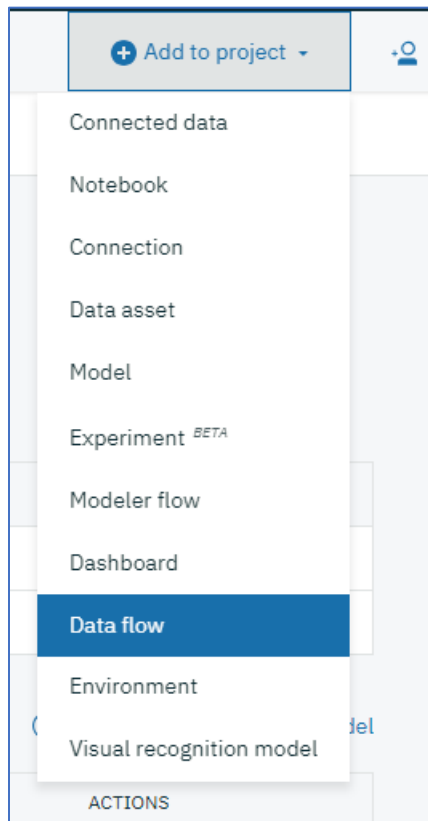 Add to project
Connected data
Notebook
Connection
Data asset
Model
Experiment BETA
Modeler flow
Dashboard
Data flow
Environment
del
Visual recognition model
ACTIONS